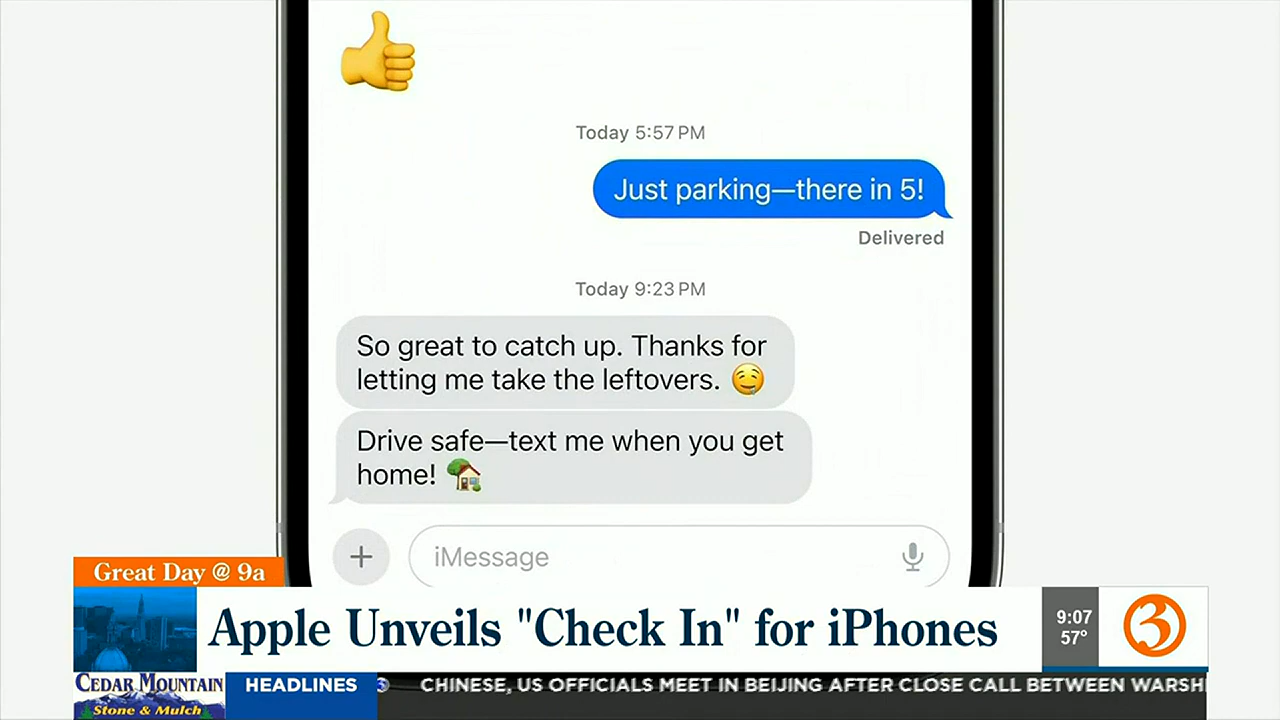 Today 5:57 PM
Just parking—there in 5!
Delivered
Today 9:23 PM
So great to catch up. Thanks for
letting me take the leftovers.
Drive safe—text me when you get
home!
iMessage
Great Day @ 9a
Apple Unveils "Check In" for iPhones
9:07
57°
3
CEDAR MOUNTAIN
Stone & Mulch
HEADLINES
3
CHINESE, US OFFICIALS MEET IN BEIJING AFTER CLOSE CALL BETWEEN WARSHI